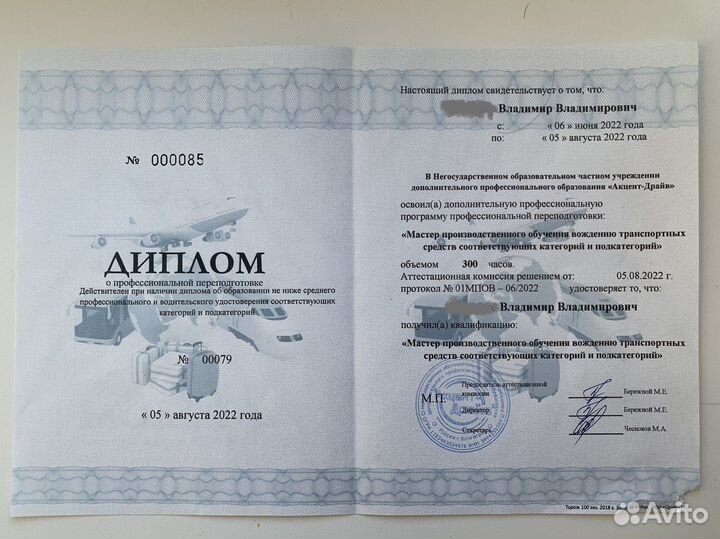 № 000085
ДИПЛОМ
о профессиональной переподготовке
Действителен при наличии диплома об образовании не ниже среднего
профессионального и водительского удостоверения соответствующих
категорий и подкатегорий
№ 00079
« 05 » августа 2022 года
Настоящий диплом свидетельствует о том, что:
Владимир Владимирович
с: « 06 » июня 2022 года
по: « 05 » августа 2022 года
В Негосударственном образовательном частном учреждении
дополнительного профессионального образования «Акцент-Драйв»
освоил(а) дополнительную профессиональную
программу профессиональной переподготовки:
«Мастер производственного обучения вождению транспортных
средств соответствующих категорий и подкатегорий»
объемом 300 часов.
Аттестационная комиссия решением от: 05.08.2022 г.
протокол № 01МПОВ – 06/2022 удостоверяет то, что:
Владимир Владимирович
получил(а) квалификацию:
«Мастер производственного обучения вождению транспортных
средств соответствующих категорий и подкатегорий»
Председатель аттестационной
комиссии Бережной М.Е.
М.П.
Директор Бережной М.Е.
Секретарь Чесноков М.А.
Тираж 100 экз. 2018 г.
Avito